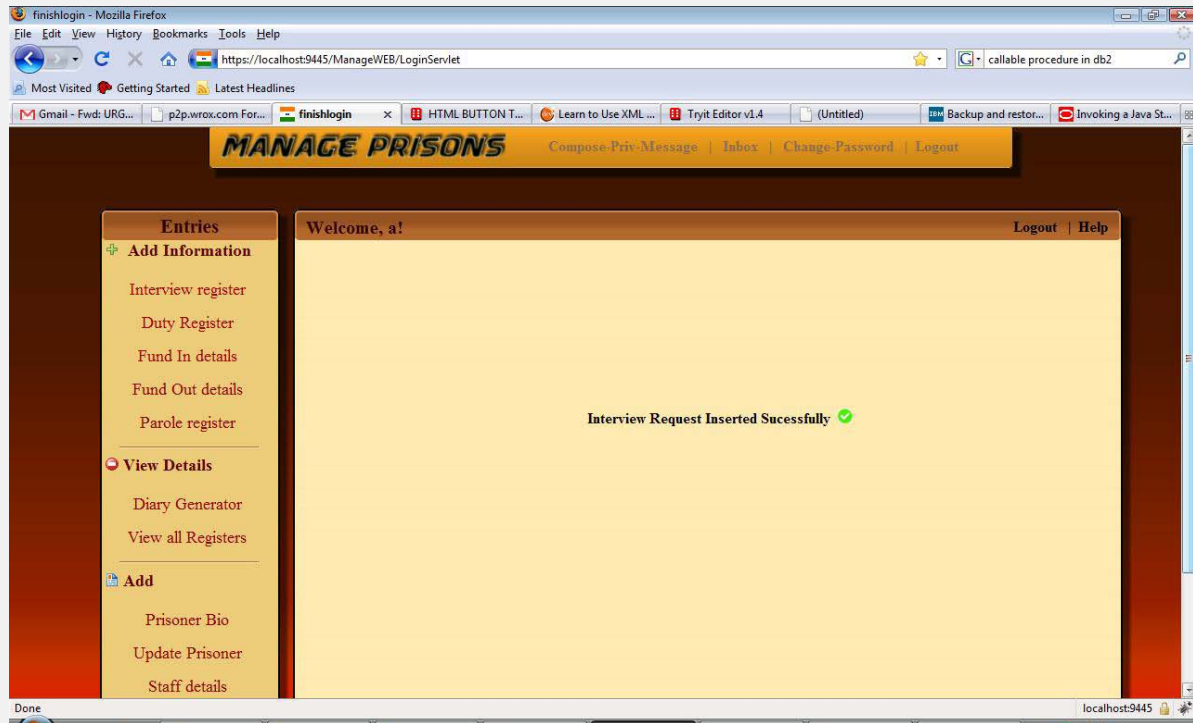 finishlogin - Mozilla Firefox
File Edit View History Bookmarks Tools Help
https://localhost:9445/ManageWEB/LoginServlet
G callable procedure in db2
Most Visited Getting Started Latest Headlines
Gmail - Fwd: URG... p2p.wrox.com For... finishlogin HTML BUTTON T... Learn to Use XML ... Tryit Editor v1.4 (Untitled) IBM Backup and restor... Invoking a Java St...
MANAGE PRISONS
Compose-Priv-Message | Inbox | Change-Password | Logout
Entries
Welcome, a!
Logout | Help
Add Information
Interview register
Duty Register
Fund In details
Fund Out details
Parole register
Interview Request Inserted Sucessfully
View Details
Diary Generator
View all Registers
Add
Prisoner Bio
Update Prisoner
Staff details
Done
localhost:9445